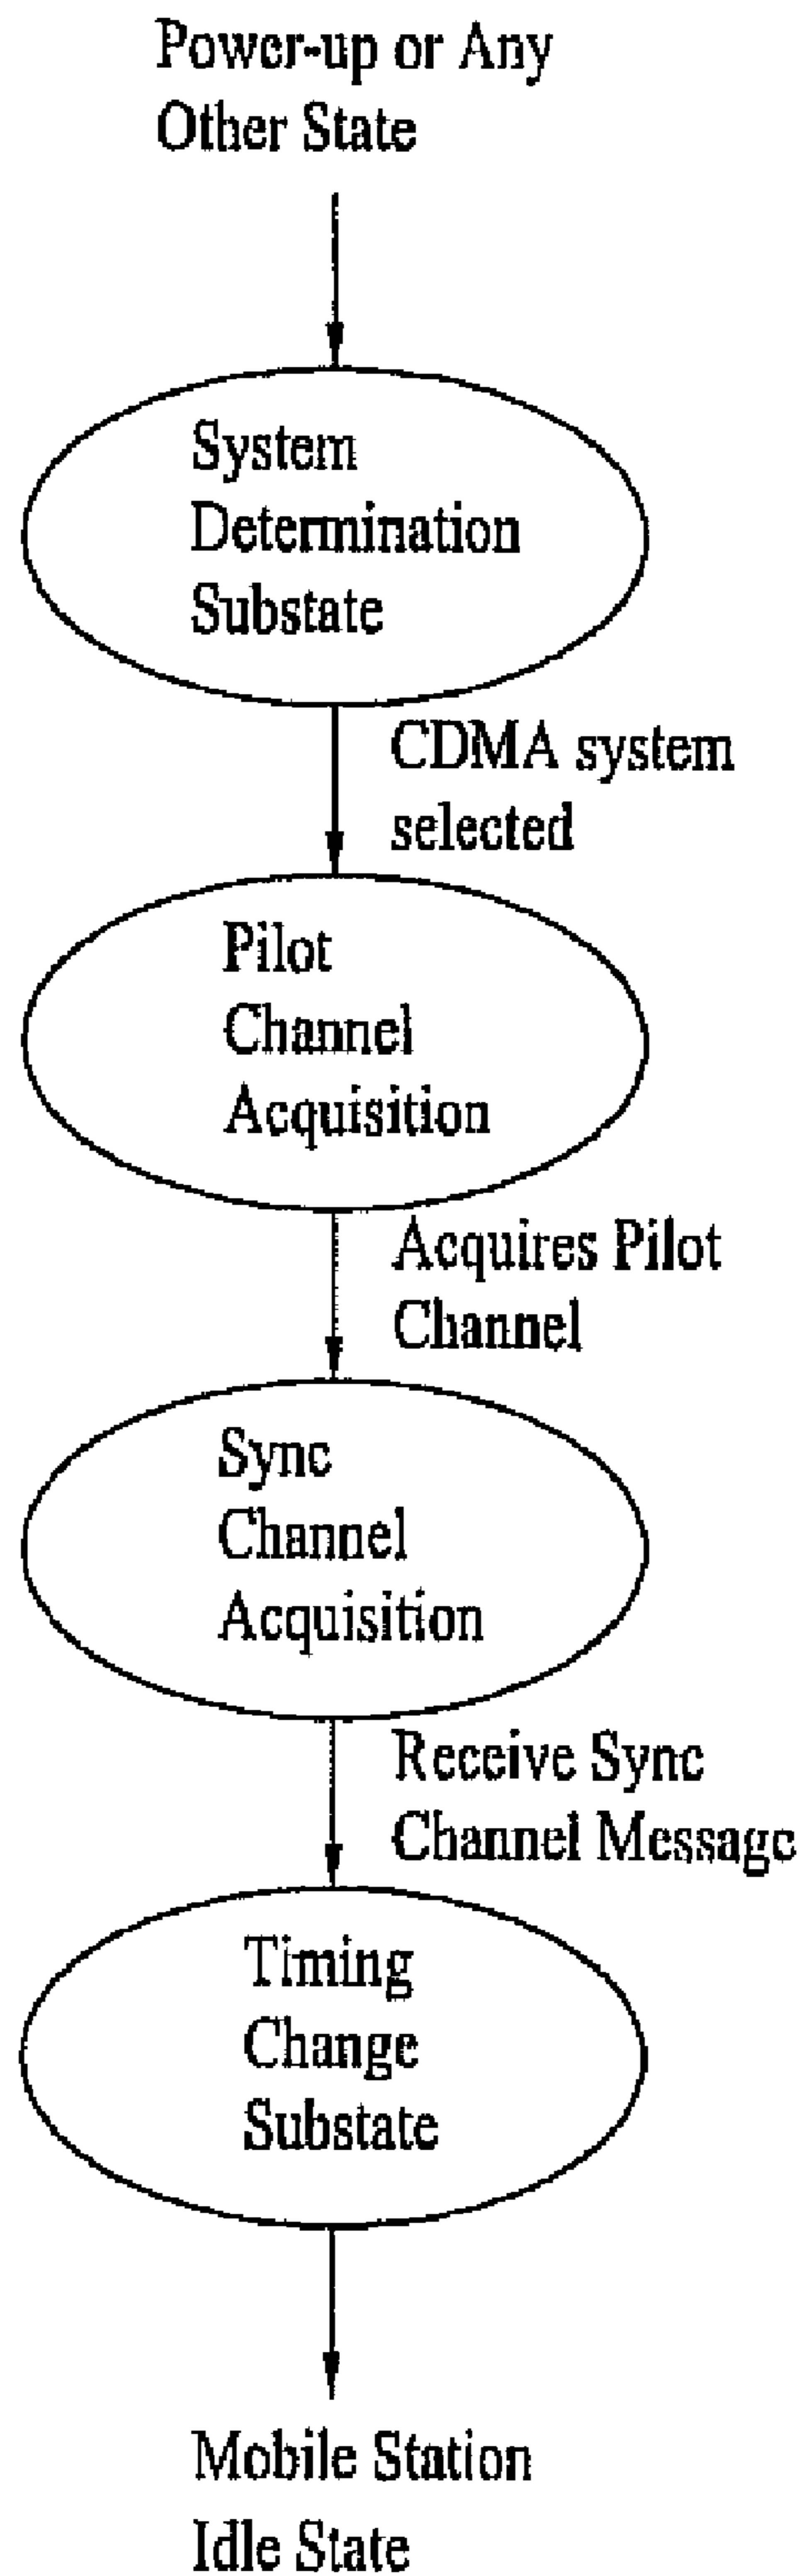 Power-up or Any
Other State
System
Determination
Substate
CDMA system
selected
Pilot
Channel
Acquisition
Acquires Pilot
Channel
Sync
Channel
Acquisition
Receive Sync
Channel Message
Timing
Change
Substate
Mobile Station
Idle State